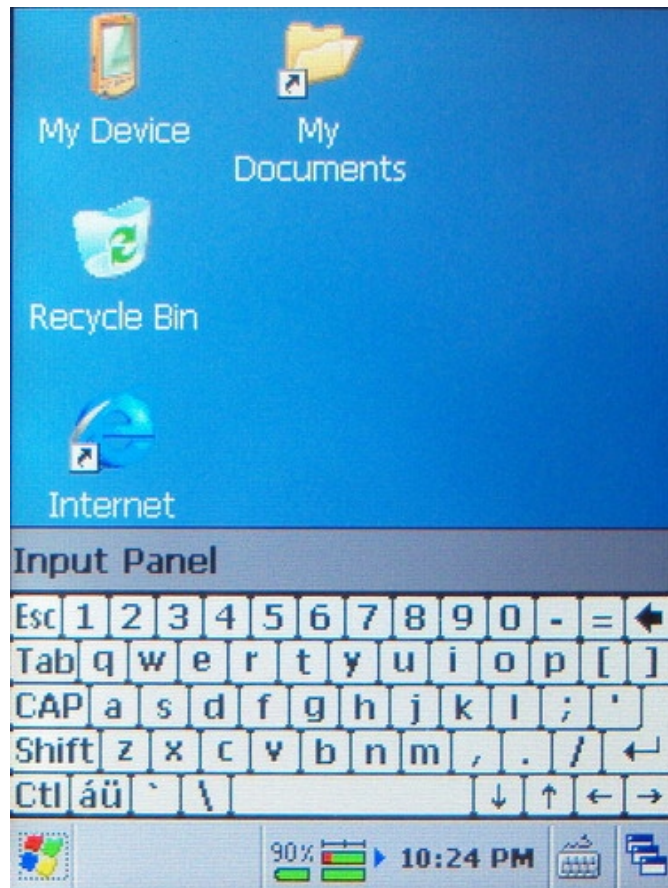 My Device
My
Documents
Recycle Bin
Internet
Input Panel
Esc 1 2 3 4 5 6 7 8 9 0 - =
Tab q w e r t y u i o p [ ]
CAP a s d f g h j k l ; '
Shift z x c v b n m , . /
Ctl áü ` \
90% 10:24 PM